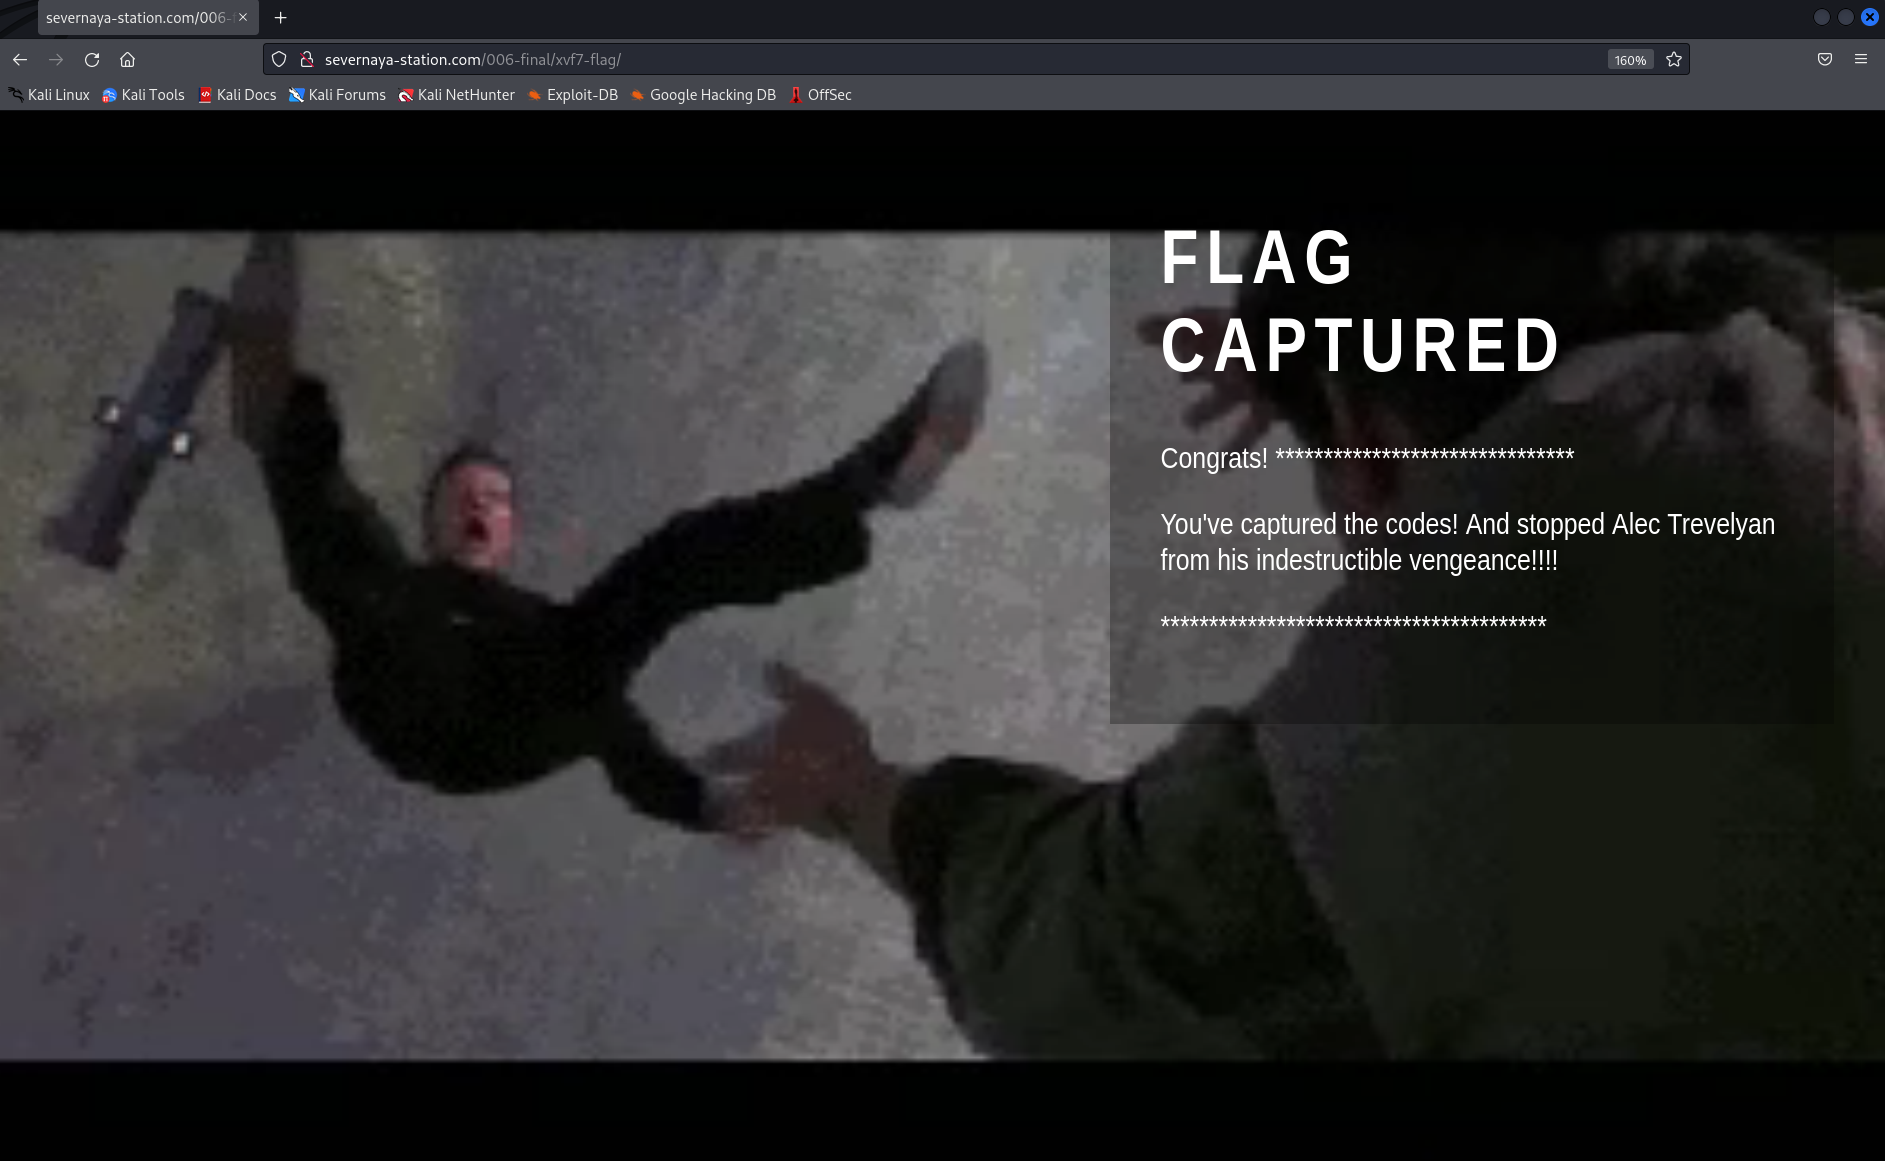 severnaya-station.com/006-f
severnaya-station.com/006-final/xvf7-flag/
160%
Kali Linux Kali Tools Kali Docs Kali Forums Kali NetHunter Exploit-DB Google Hacking DB OffSec
FLAG
CAPTURED
Congrats! *******************************
You've captured the codes! And stopped Alec Trevelyan
from his indestructible vengeance!!!!
****************************************